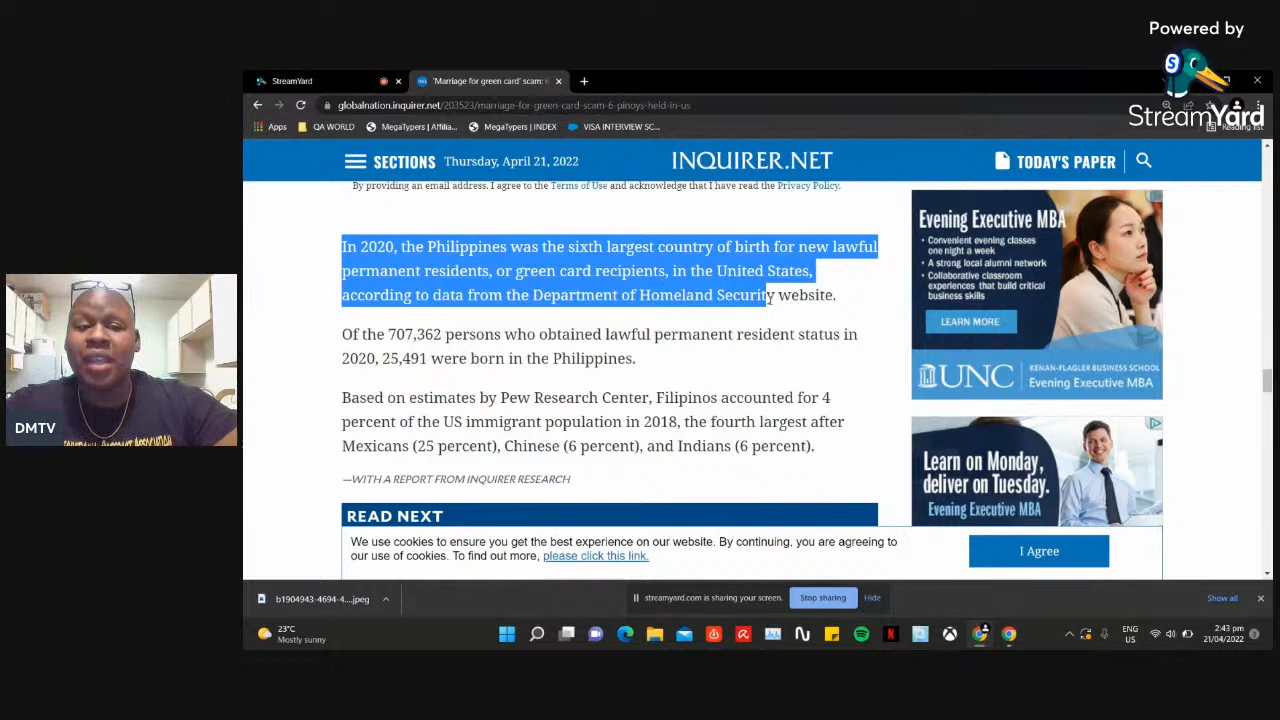 Powered by
StreamYard
StreamYard
'Marriage for green card' scam: 6
globalnation.inquirer.net/203523/marriage-for-green-card-scam-6-pinoys-held-in-us
Apps
QA WORLD
MegaTypers | Affilia...
MegaTypers | INDEX
VISA INTERVIEW SC...
Reading list
SECTIONS
Thursday, April 21, 2022
INQUIRER.NET
TODAY'S PAPER
By providing an email address. I agree to the Terms of Use and acknowledge that I have read the Privacy Policy.
In 2020, the Philippines was the sixth largest country of birth for new lawful
permanent residents, or green card recipients, in the United States,
according to data from the Department of Homeland Security website.
Of the 707,362 persons who obtained lawful permanent resident status in
2020, 25,491 were born in the Philippines.
Based on estimates by Pew Research Center, Filipinos accounted for 4
percent of the US immigrant population in 2018, the fourth largest after
Mexicans (25 percent), Chinese (6 percent), and Indians (6 percent).
—WITH A REPORT FROM INQUIRER RESEARCH
READ NEXT
We use cookies to ensure you get the best experience on our website. By continuing, you are agreeing to
our use of cookies. To find out more, please click this link.
I Agree
Evening Executive MBA
• Convenient evening classes
one night a week
• A strong local alumni network
• Collaborative classroom
experiences that build critical
business skills
LEARN MORE
UNC
KENAN-FLAGLER BUSINESS SCHOOL
Evening Executive MBA
Learn on Monday,
deliver on Tuesday.
Evening Executive MBA
DMTV
b1904943-4694-4....jpeg
streamyard.com is sharing your screen.
Stop sharing
Hide
Show all
23°C
Mostly sunny
ENG
US
2:43 pm
21/04/2022